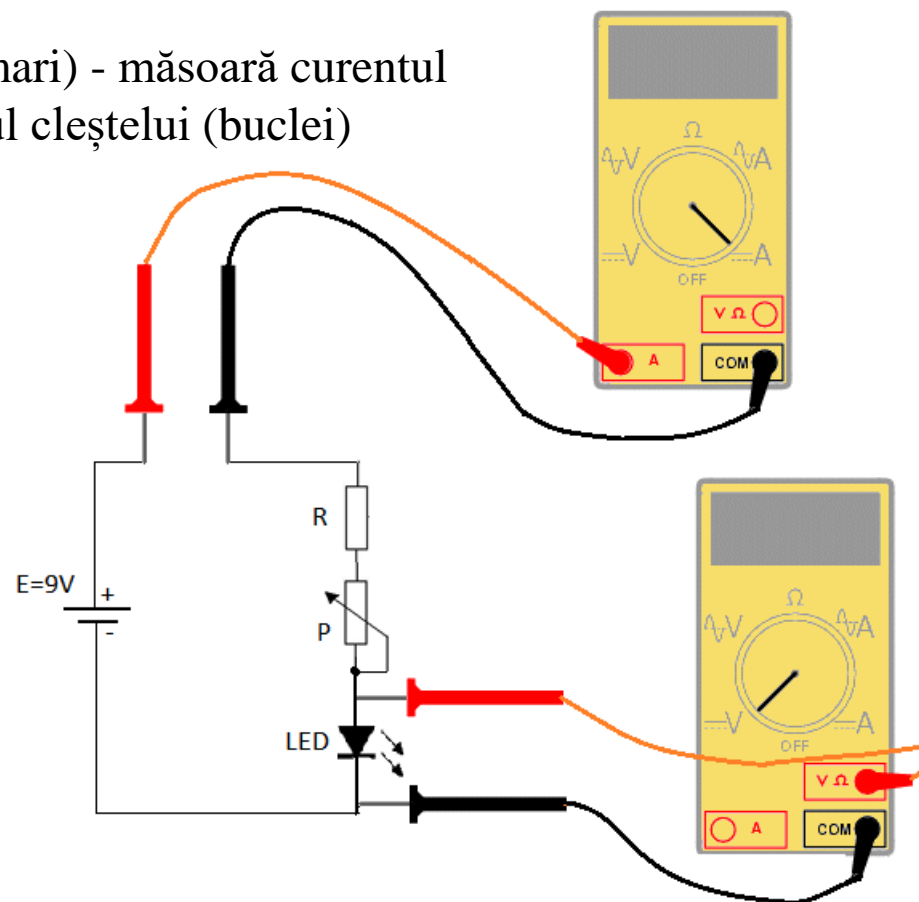 nari) - măsoară curentul
ul cleștelui (buclei)
Ω
V
A
V
A
OFF
V Ω
A
COM
R
E=9V
+
-
P
LED
Ω
V
A
V
A
OFF
V Ω
A
COM